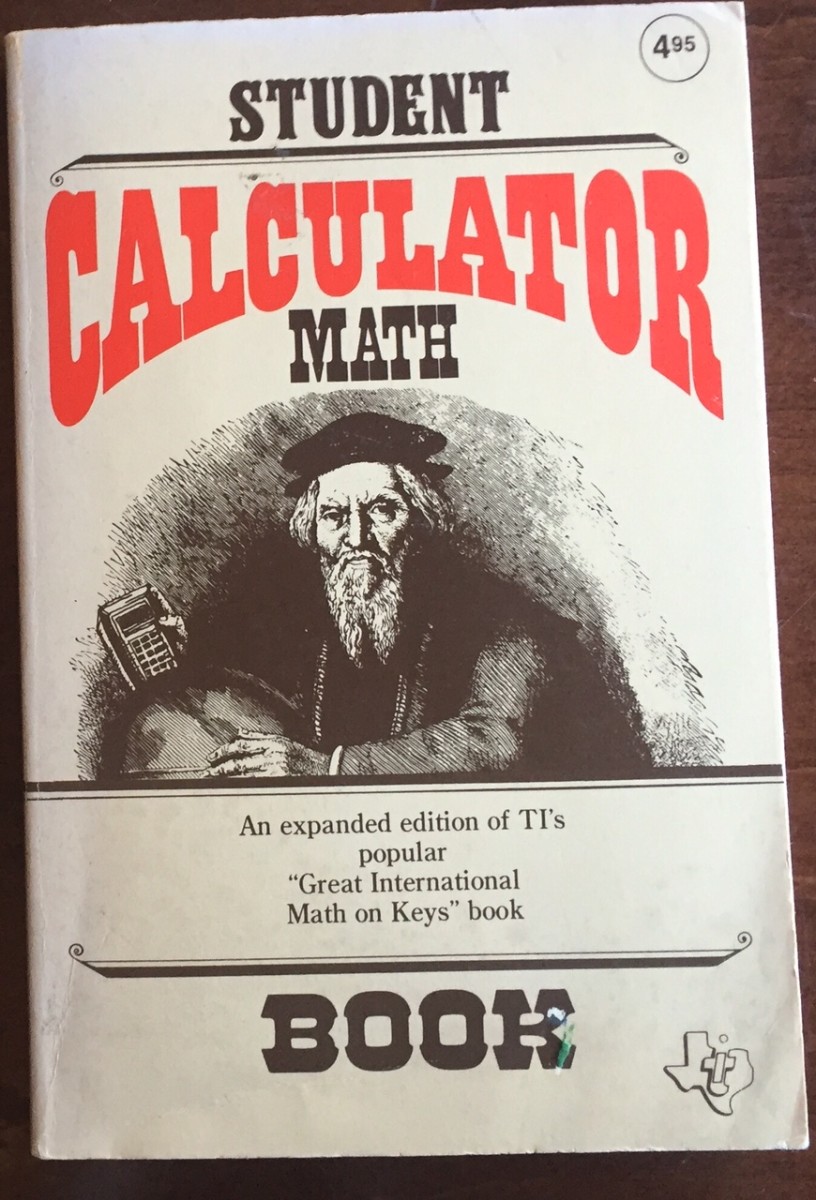 4.95
STUDENT
CALCULATOR
MATH
An expanded edition of TI's
popular
“Great International
Math on Keys” book
BOOK